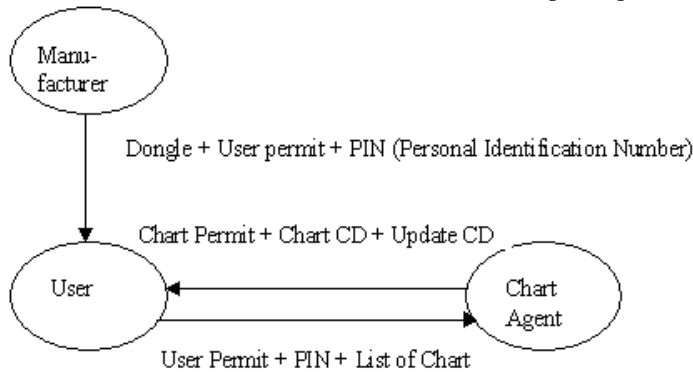 Manu-
facturer
Dongle + User permit + PIN (Personal Identification Number)
Chart Permit + Chart CD + Update CD
User
Chart
Agent
User Permit + PIN + List of Chart